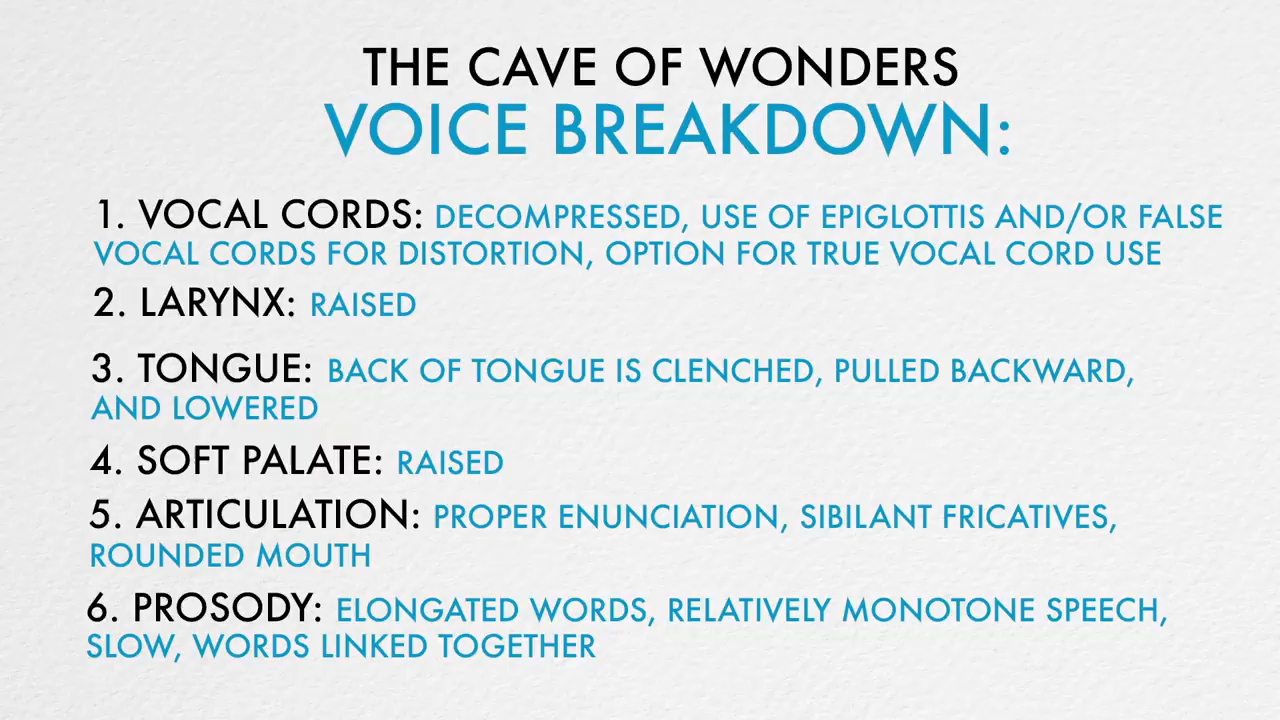 THE CAVE OF WONDERS
VOICE BREAKDOWN:
1. VOCAL CORDS: DECOMPRESSED, USE OF EPIGLOTTIS AND/OR FALSE
VOCAL CORDS FOR DISTORTION, OPTION FOR TRUE VOCAL CORD USE
2. LARYNX: RAISED
3. TONGUE: BACK OF TONGUE IS CLENCHED, PULLED BACKWARD,
AND LOWERED
4. SOFT PALATE: RAISED
5. ARTICULATION: PROPER ENUNCIATION, SIBILANT FRICATIVES,
ROUNDED MOUTH
6. PROSODY: ELONGATED WORDS, RELATIVELY MONOTONE SPEECH,
SLOW, WORDS LINKED TOGETHER